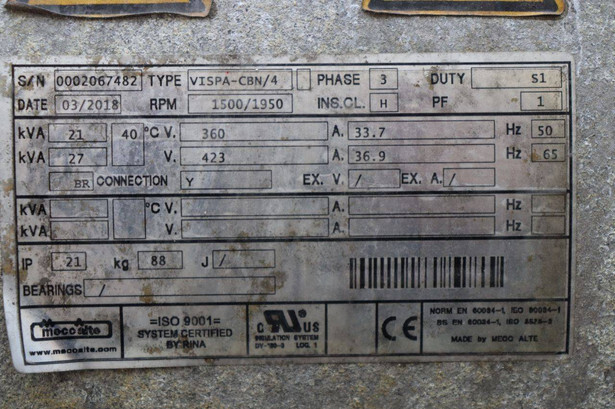 S/N 0002067482 TYPE VISPA-CBN/4 PHASE 3 DUTY S1
DATE 03/2018 RPM 1500/1950 INS.CL. H PF 1
kVA 21 40 °C V. 360 A. 33.7 Hz 50
kVA 27 V. 423 A. 36.9 Hz 65
BR CONNECTION Y EX. V. / EX. A. /
kVA °C V. A. Hz
kVA V. A. Hz
IP 21 kg 88 J /
BEARINGS /
mecc alte
www.meccalte.com
=ISO 9001=
SYSTEM CERTIFIED
BY RINA
C UR US
INSULATION SYSTEM
CE
NORM EN 60034-1, IEC 60034-1
MADE BY MECC ALTE